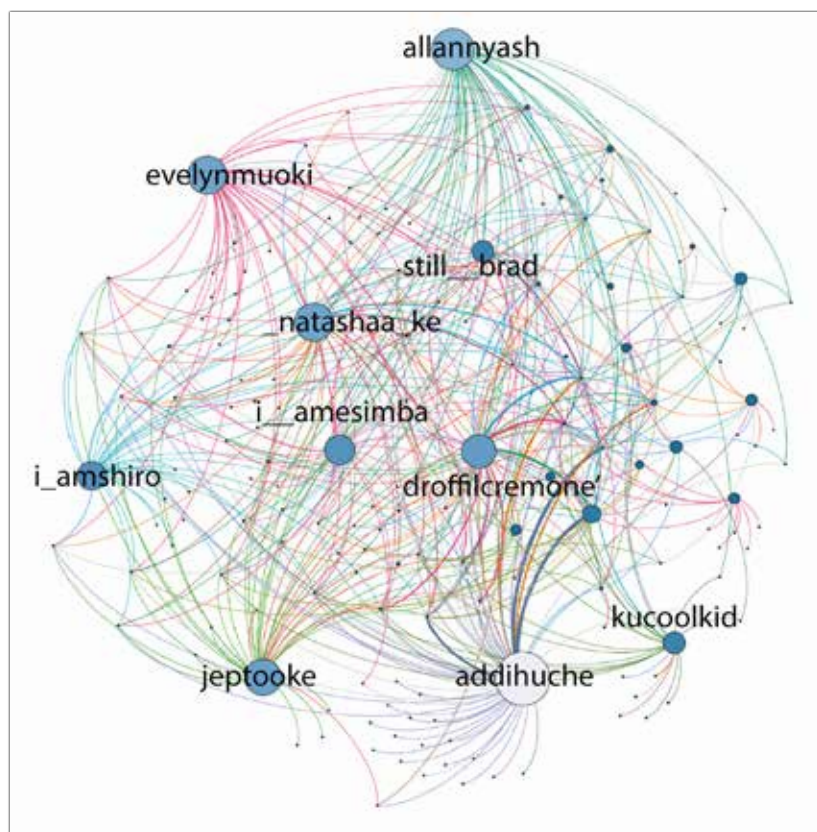 allannyash
evelynmuoki
still__brad
_natashaa_ke
i__amesimba
i_amshiro
droffilcremone
kucoolkid
jeptooke
addihuche